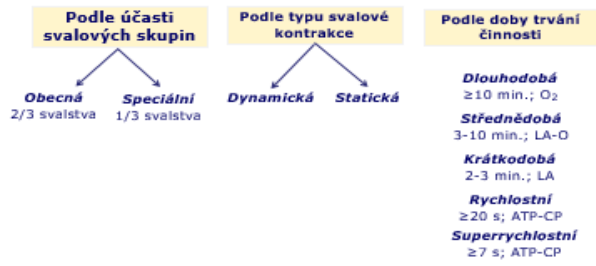 Podle účasti
svalových skupin
Obecná
2/3 svalstva
Speciální
1/3 svalstva
Podle typu svalové
kontrakce
Dynamická
Statická
Podle doby trvání
činnosti
Dlouhodobá
≥10 min.; O₂
Střednědobá
3-10 min.; LA-O
Krátkodobá
2-3 min.; LA
Rychlostní
≥20 s; ATP-CP
Superrychlostní
≥7 s; ATP-CP